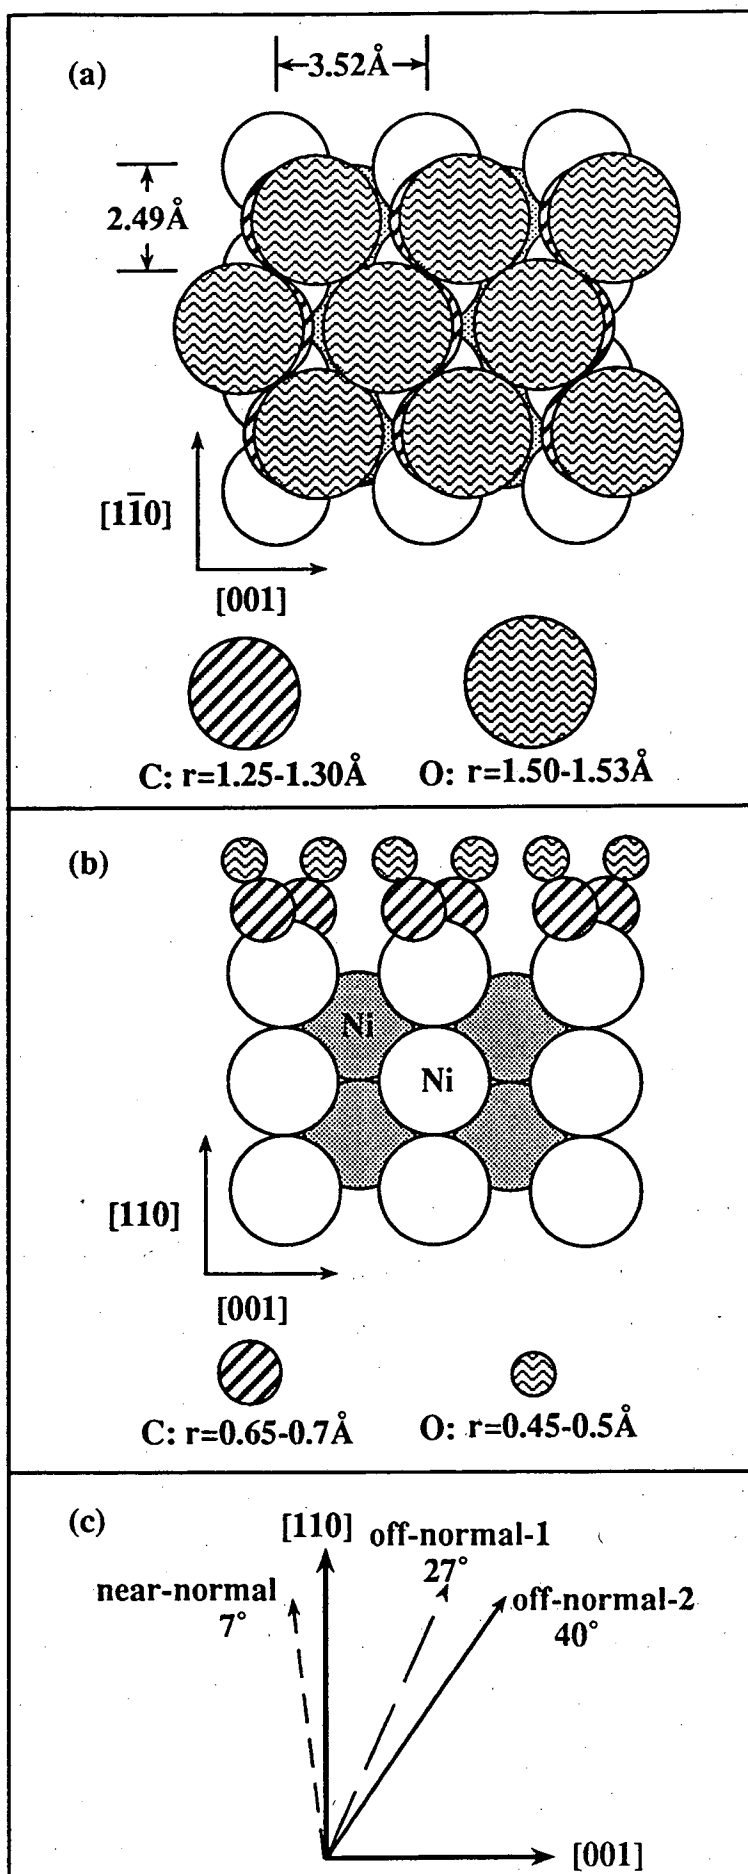 (a)
3.52Å
2.49Å
[11̅0]
[001]
C: r=1.25-1.30Å
O: r=1.50-1.53Å
(b)
Ni
Ni
[110]
[001]
C: r=0.65-0.7Å
O: r=0.45-0.5Å
(c)
[110]
off-normal-1
27°
near-normal
7°
off-normal-2
40°
[001]